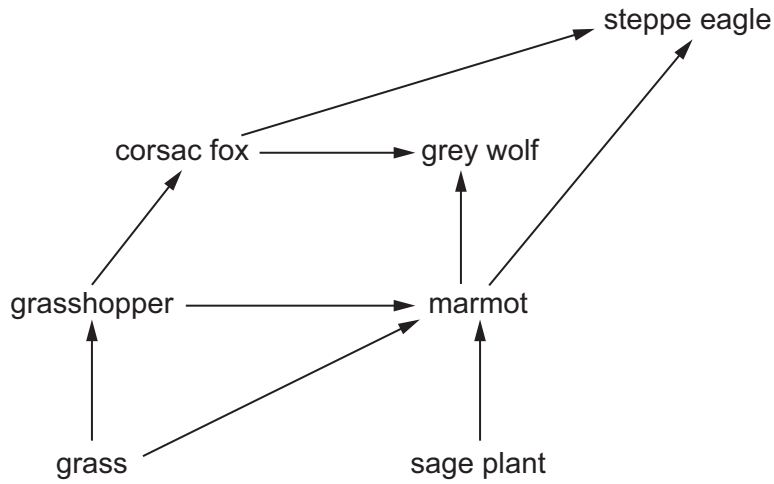 steppe eagle
corsac fox
grey wolf
grasshopper
marmot
grass
sage plant